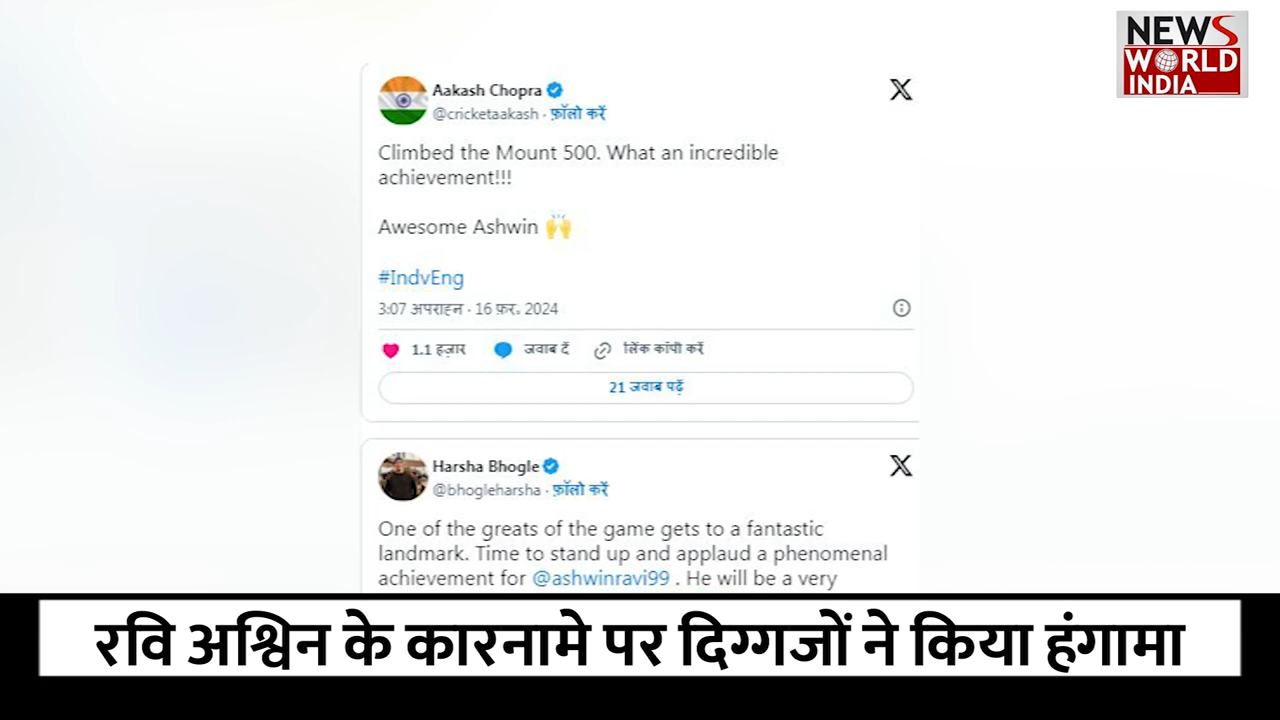 NEWS
WORLD
INDIA
Aakash Chopra
@cricketaakash · फ़ॉलो करें
Climbed the Mount 500. What an incredible
achievement!!!
Awesome Ashwin 🙌
#IndvEng
3:07 अपराह्न · 16 फ़र॰ 2024
1.1 हज़ार जवाब दें लिंक कॉपी करें
21 जवाब पढ़ें
Harsha Bhogle
@bhogleharsha · फ़ॉलो करें
One of the greats of the game gets to a fantastic
landmark. Time to stand up and applaud a phenomenal
achievement for @ashwinravi99 . He will be a very
रवि अश्विन के कारनामे पर दिग्गजों ने किया हंगामा